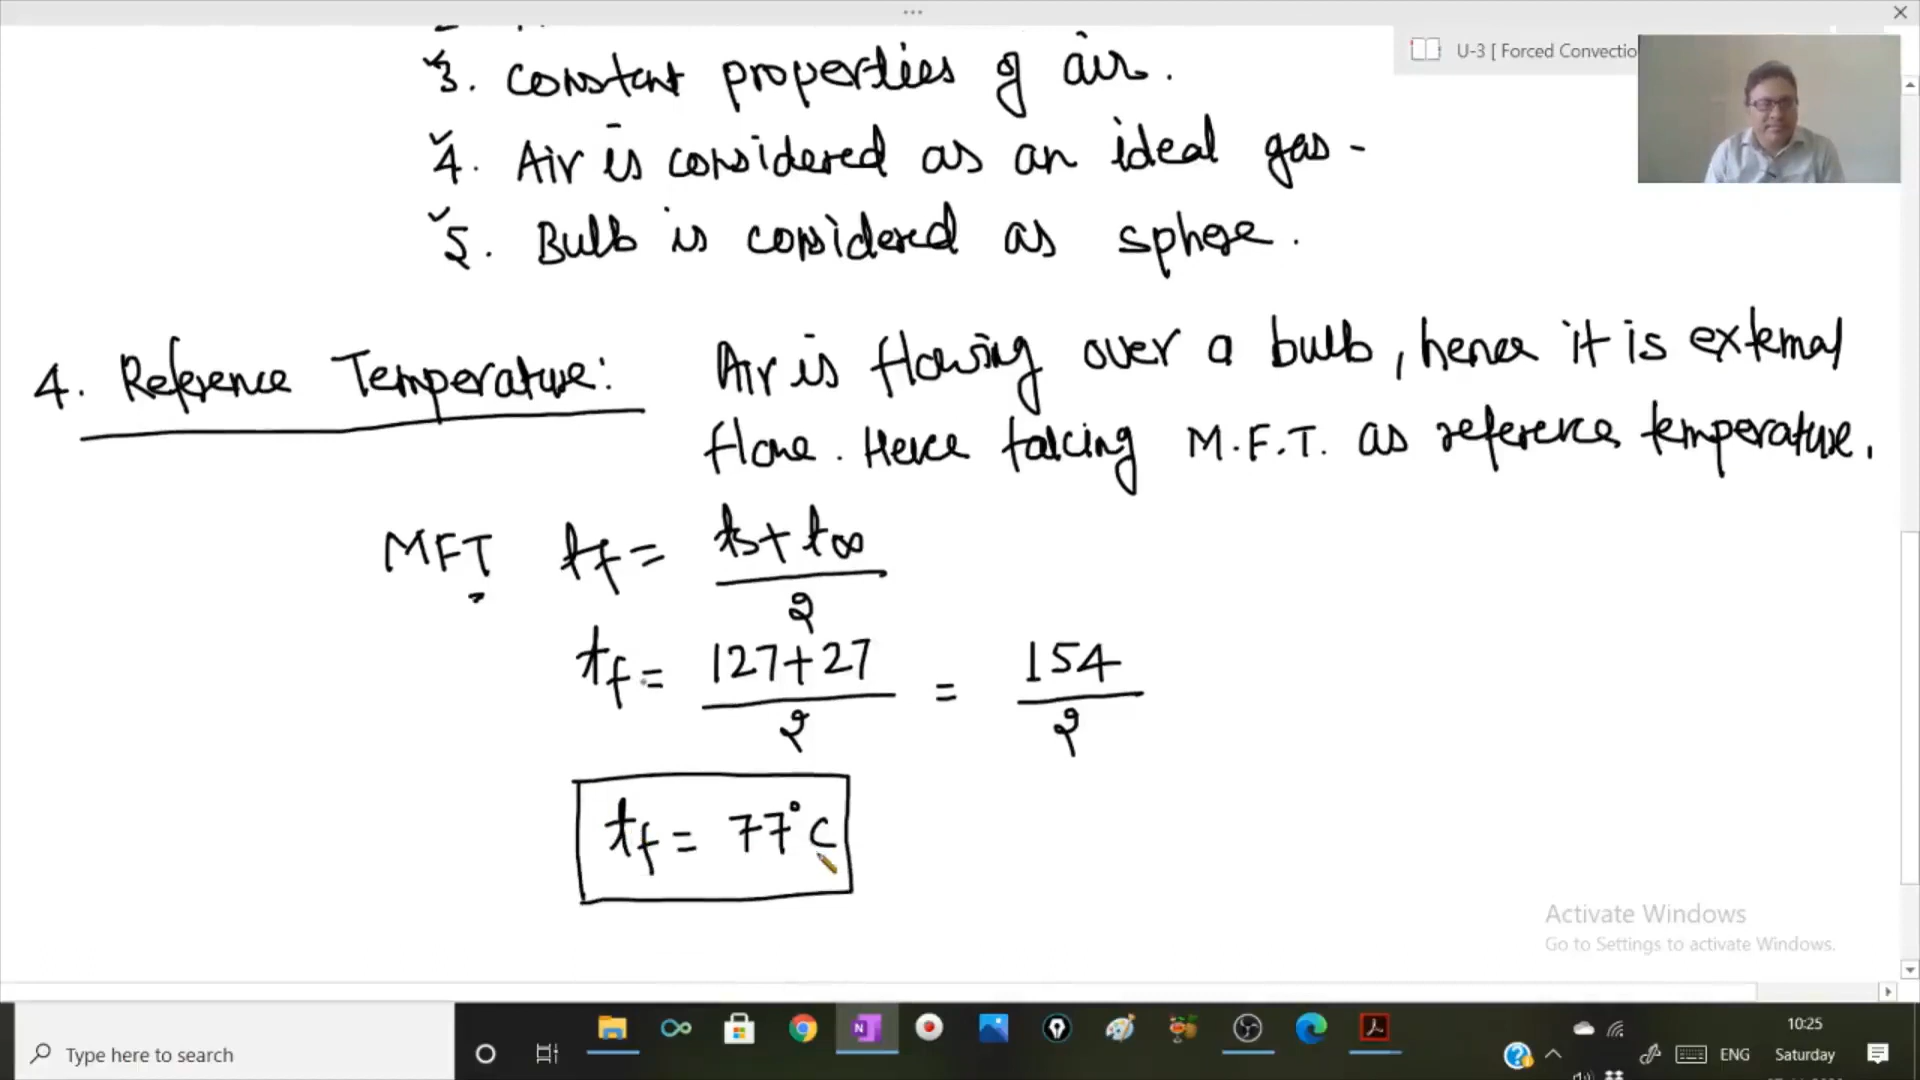 U-3 [ Forced Convectio
3. Constant properties of air.
4. Air is considered as an ideal gas-
5. Bulb is considered as sphere.
4. Reference Temperature: Air is flowing over a bulb, hence it is external
flow. Hence taking M.F.T. as reference temperature.
MFT tf = ts + t∞
2
tf = 127+27 = 154
2 2
tf = 77°C
Activate Windows
Go to Settings to activate Windows.
Type here to search
10:25
ENG Saturday